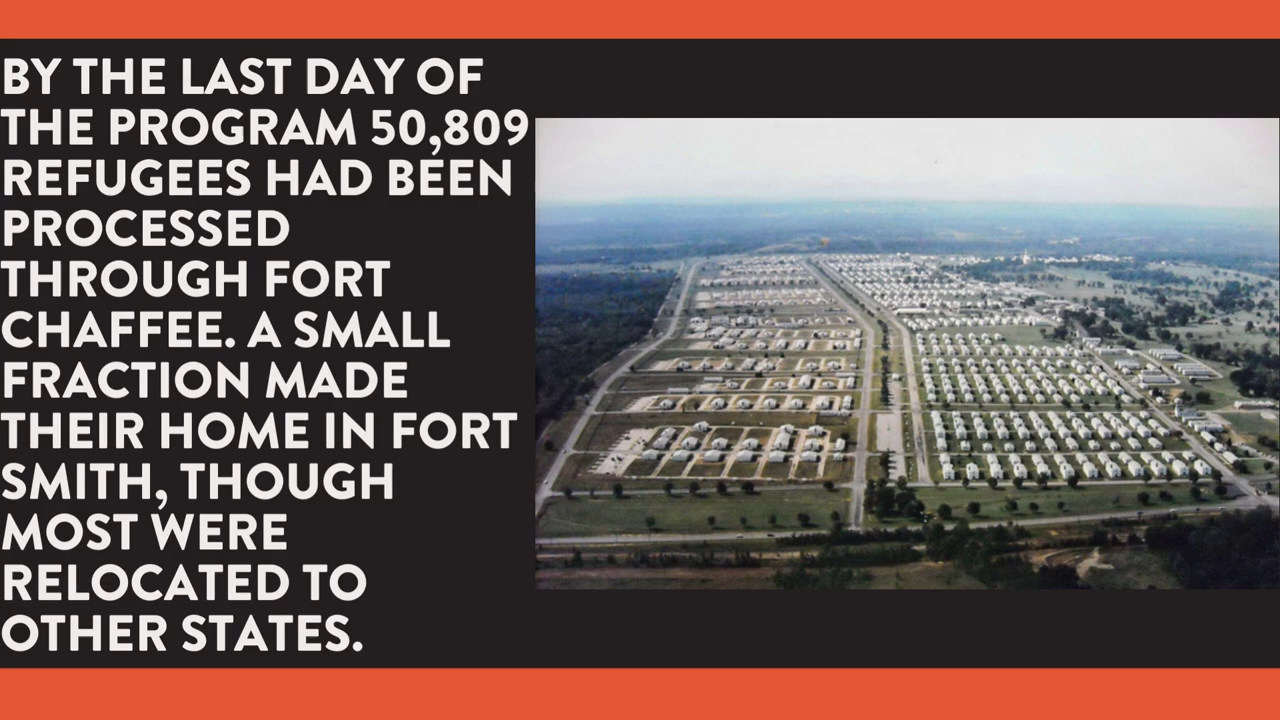 BY THE LAST DAY OF
THE PROGRAM 50,809
REFUGEES HAD BEEN
PROCESSED
THROUGH FORT
CHAFFEE. A SMALL
FRACTION MADE
THEIR HOME IN FORT
SMITH, THOUGH
MOST WERE
RELOCATED TO
OTHER STATES.